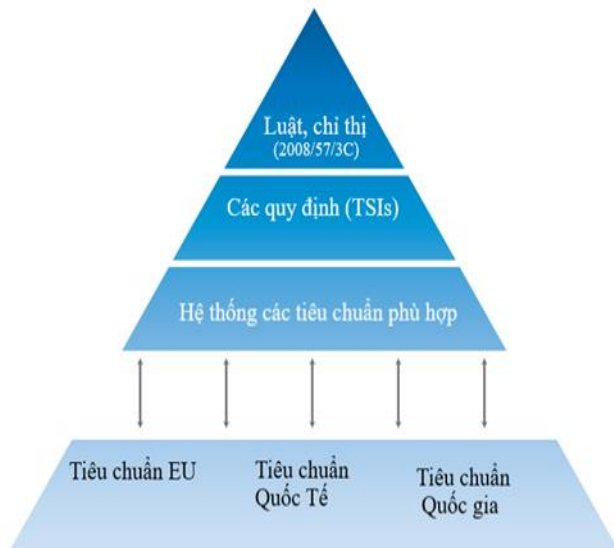 Luật, chỉ thị
(2008/57/3C)
Các quy định (TSIs)
Hệ thống các tiêu chuẩn phù hợp
Tiêu chuẩn EU
Tiêu chuẩn
Quốc Tế
Tiêu chuẩn
Quốc gia